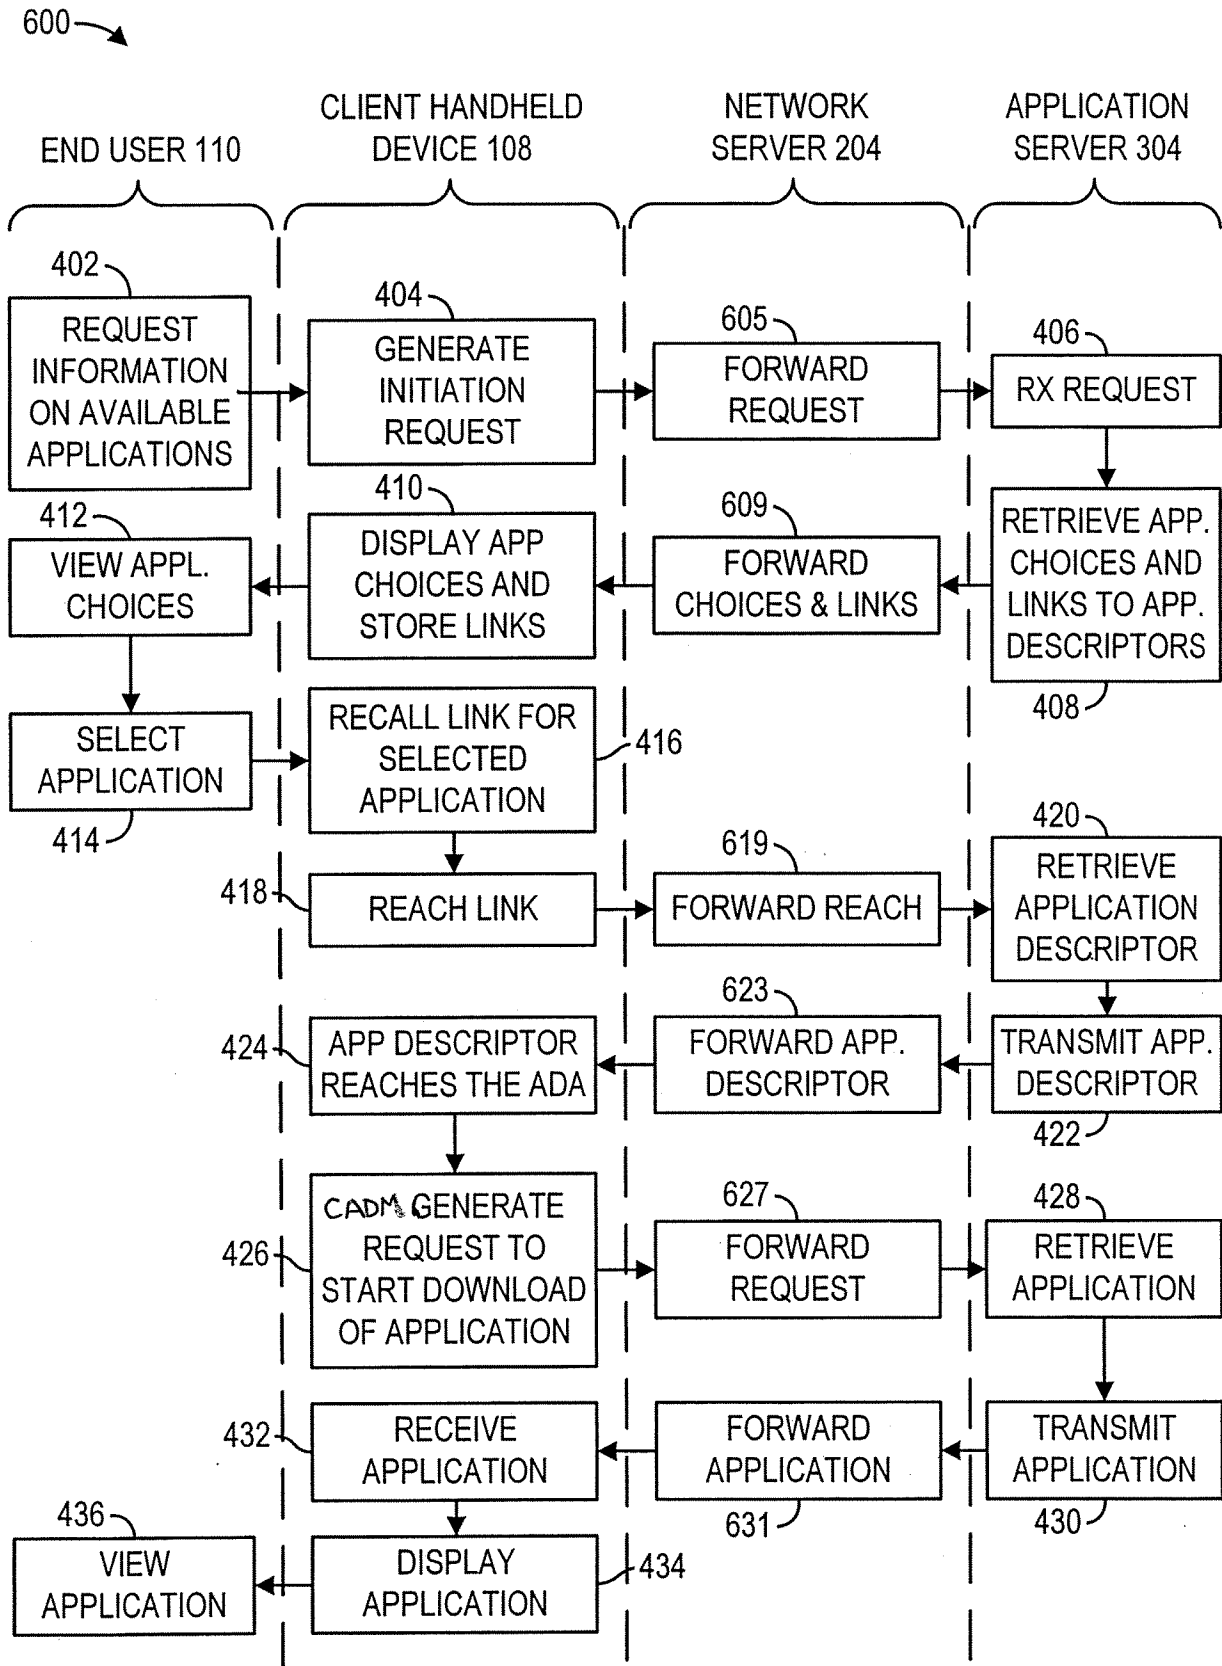 600
END USER 110
CLIENT HANDHELD
DEVICE 108
NETWORK
SERVER 204
APPLICATION
SERVER 304
402
REQUEST
INFORMATION
ON AVAILABLE
APPLICATIONS
404
GENERATE
INITIATION
REQUEST
605
FORWARD
REQUEST
406
RX REQUEST
412
VIEW APPL.
CHOICES
410
DISPLAY APP
CHOICES AND
STORE LINKS
609
FORWARD
CHOICES & LINKS
RETRIEVE APP.
CHOICES AND
LINKS TO APP.
DESCRIPTORS
408
SELECT
APPLICATION
414
RECALL LINK FOR
SELECTED
APPLICATION
416
418
REACH LINK
619
FORWARD REACH
420
RETRIEVE
APPLICATION
DESCRIPTOR
424
APP DESCRIPTOR
REACHES THE ADA
623
FORWARD APP.
DESCRIPTOR
TRANSMIT APP.
DESCRIPTOR
422
426
CADM GENERATE
REQUEST TO
START DOWNLOAD
OF APPLICATION
627
FORWARD
REQUEST
428
RETRIEVE
APPLICATION
432
RECEIVE
APPLICATION
FORWARD
APPLICATION
631
TRANSMIT
APPLICATION
430
436
VIEW
APPLICATION
DISPLAY
APPLICATION
434